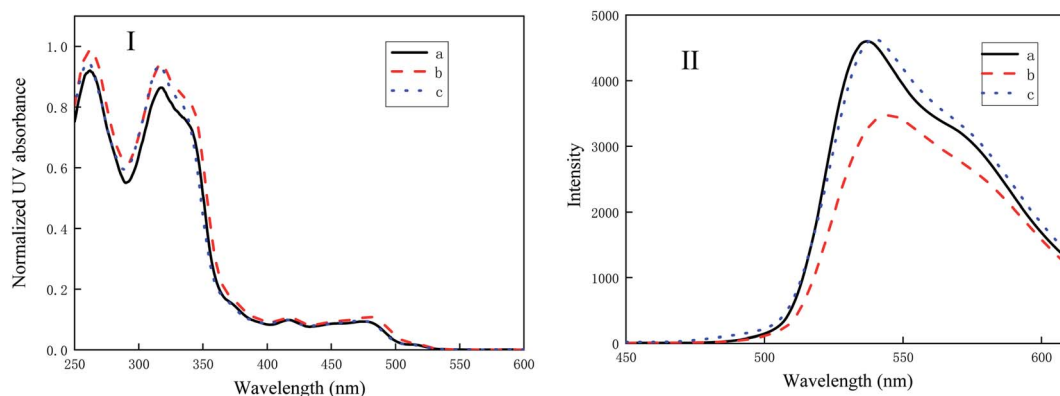 I
a
b
c
1.0
0.8
0.6
0.4
0.2
0.0
250 300 350 400 450 500 550 600
Wavelength (nm)
Normalized UV absorbance
II
a
b
c
5000
4000
3000
2000
1000
0
450 500 550 600
Wavelength (nm)
Intensity